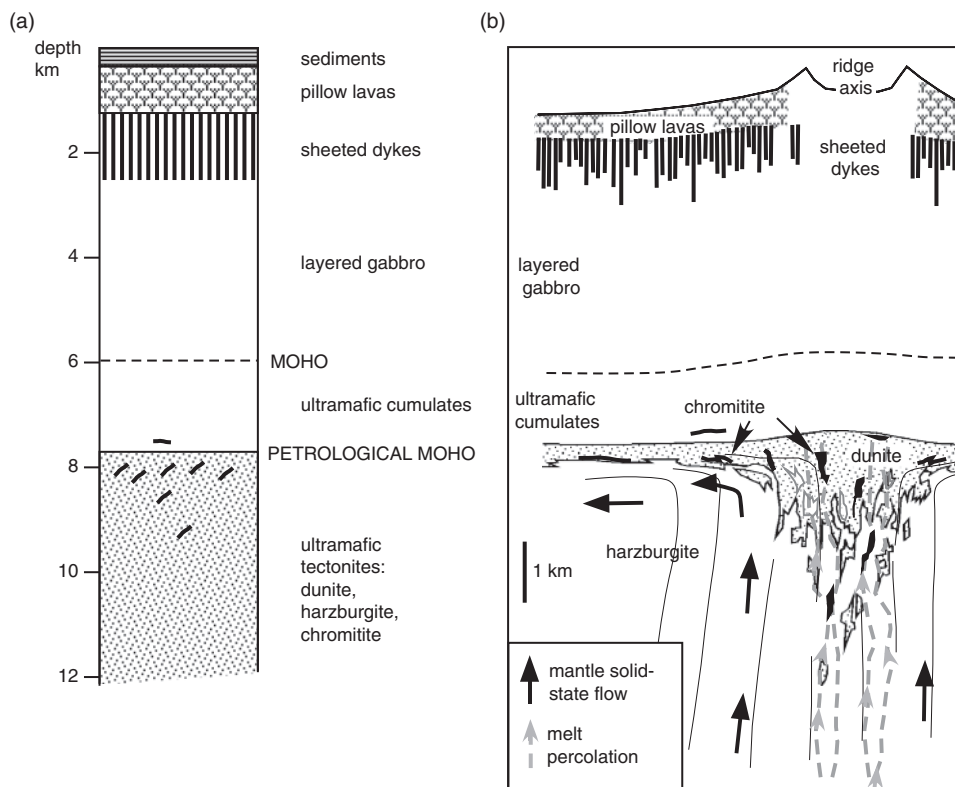 (a)
depth
km
2
4
6
8
10
12
sediments
pillow lavas
sheeted dykes
layered gabbro
MOHO
ultramafic cumulates
PETROLOGICAL MOHO
ultramafic
tectonites:
dunite,
harzburgite,
chromitite
(b)
ridge
axis
pillow lavas
sheeted
dykes
layered
gabbro
ultramafic
cumulates
chromitite
dunite
harzburgite
1 km
mantle solid-
state flow
melt
percolation